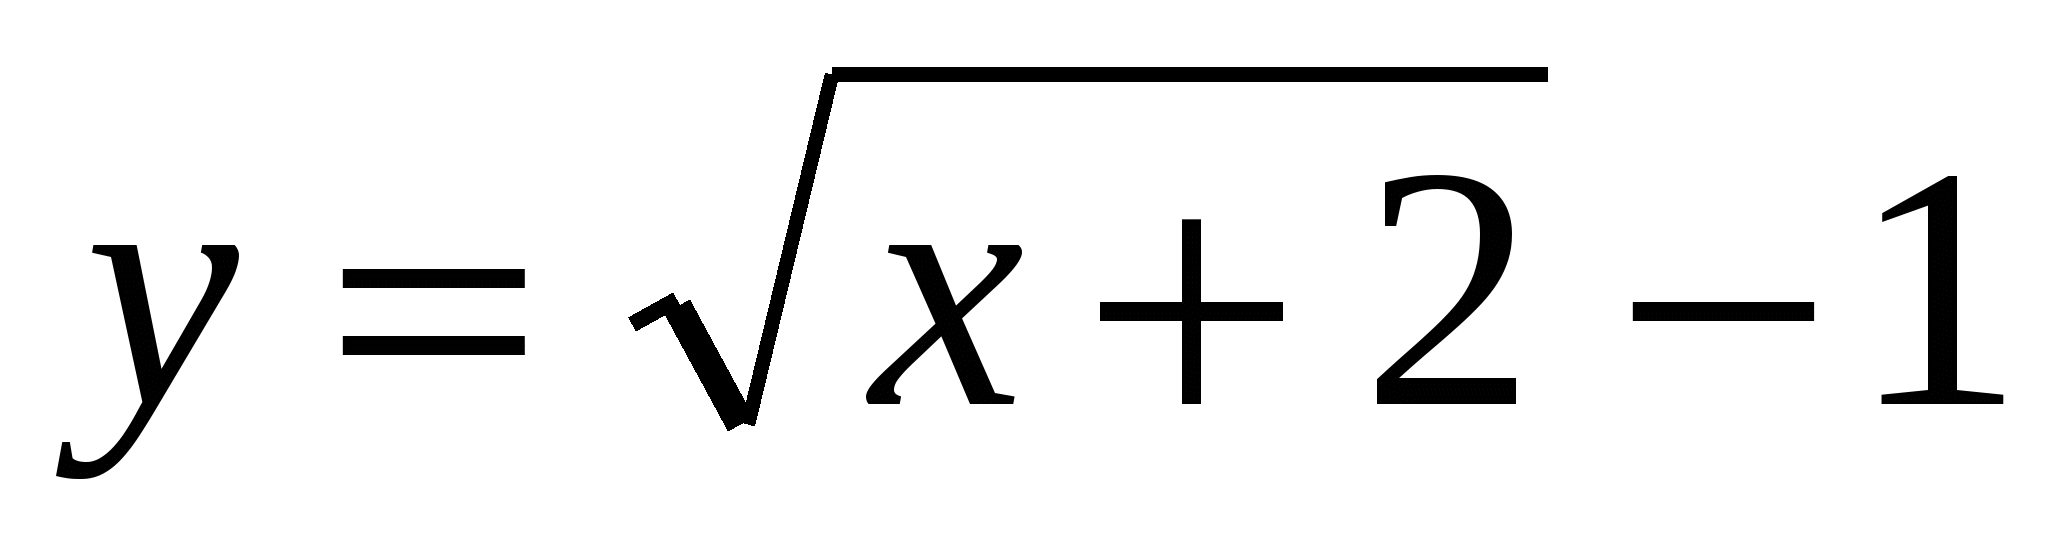 y = √x + 2 − 1